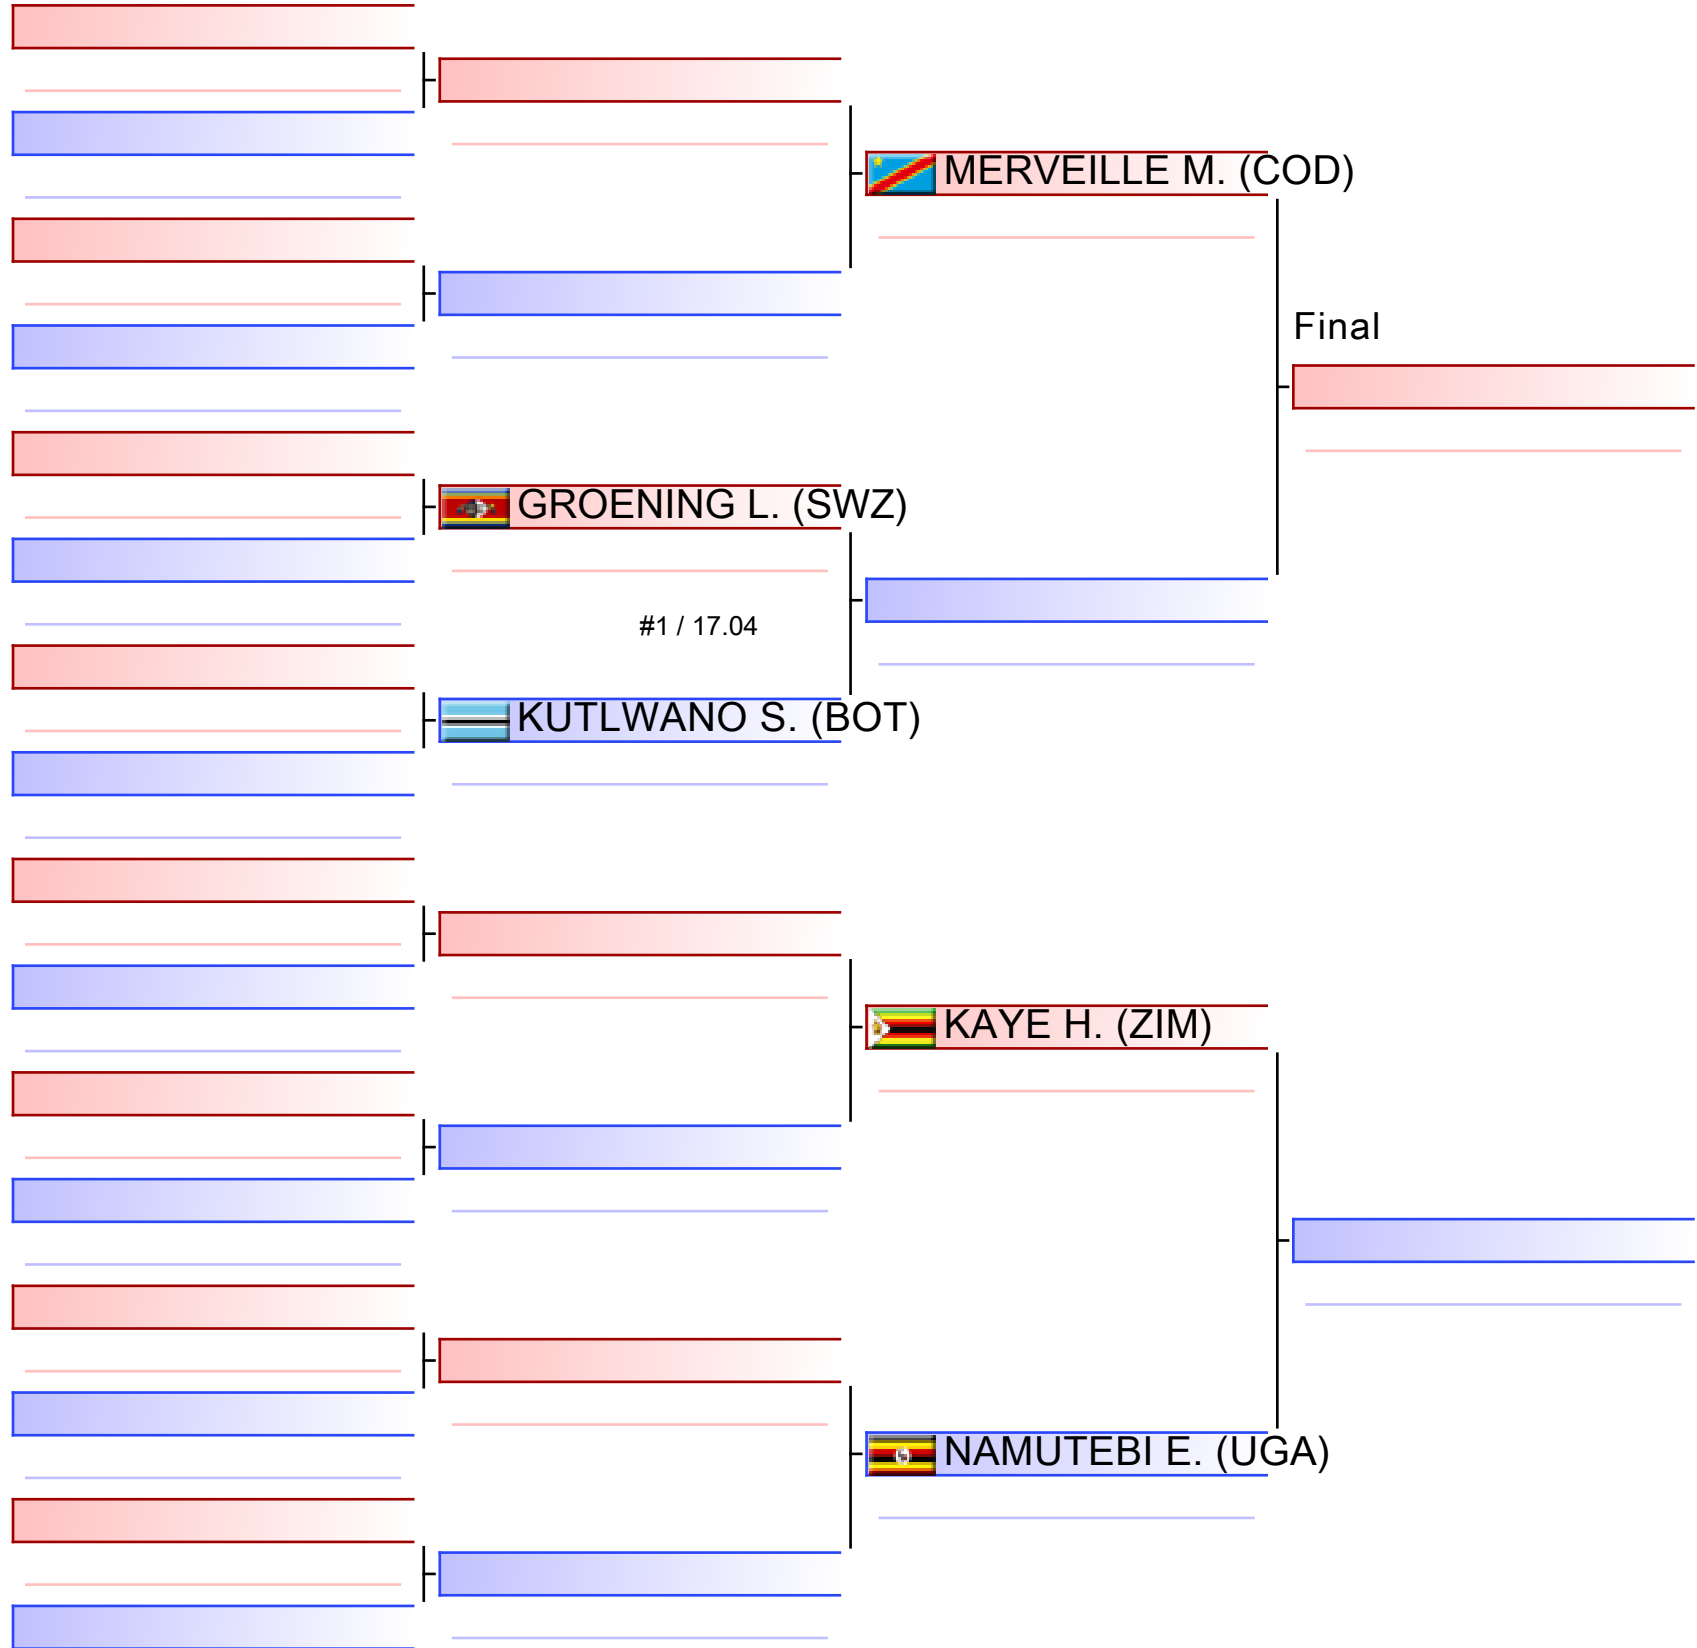 MERVEILLE M. (COD)
Final
GROENING L. (SWZ)
#1 / 17.04
KUTLWANO S. (BOT)
KAYE H. (ZIM)
NAMUTEBI E. (UGA)